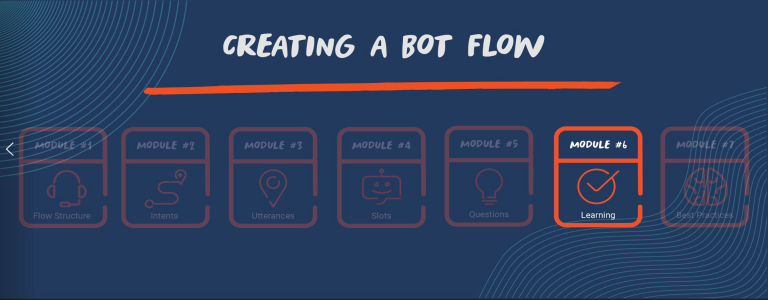 CREATING A BOT FLOW
MODULE #1
Flow Structure
MODULE #2
Intents
MODULE #3
Utterances
MODULE #4
Slots
MODULE #5
Questions
MODULE #6
Learning
MODULE #7
Best Practices